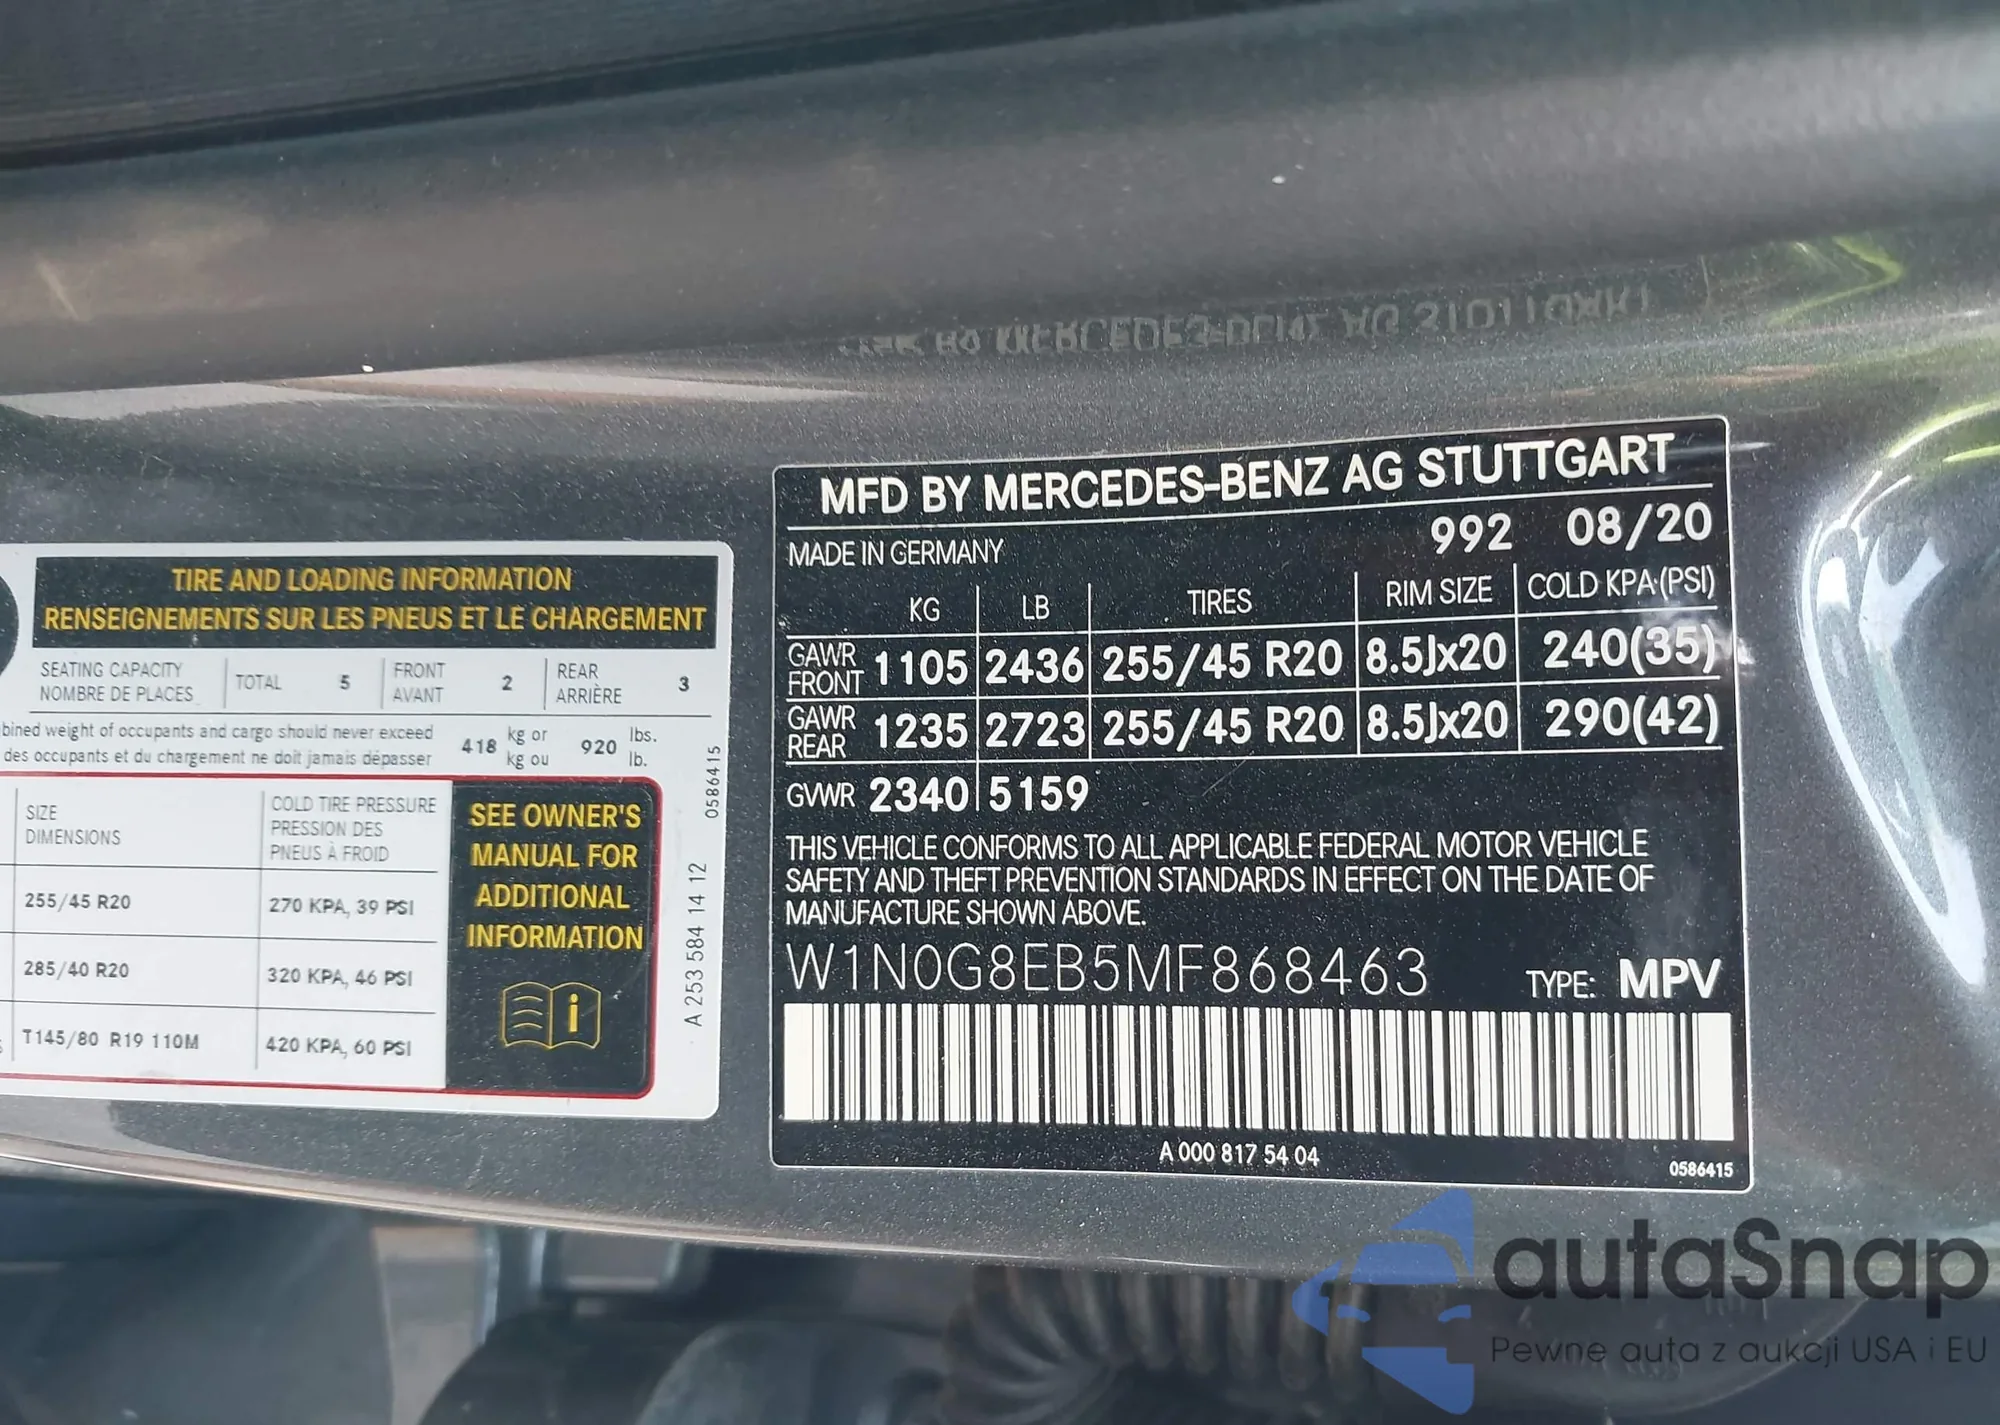 TIRE AND LOADING INFORMATION
RENSEIGNEMENTS SUR LES PNEUS ET LE CHARGEMENT
SEATING CAPACITY
NOMBRE DE PLACES
TOTAL 5
FRONT
AVANT
2
REAR
ARRIÈRE
3
weight of occupants and cargo should never exceed
des occupants et du chargement ne doit jamais dépasser
418 kg or
kg ou
920 lbs.
lb.
SIZE
DIMENSIONS
COLD TIRE PRESSURE
PRESSION DES
PNEUS À FROID
255/45 R20 270 KPA, 39 PSI
285/40 R20 320 KPA, 46 PSI
T145/80 R19 110M 420 KPA, 60 PSI
SEE OWNER'S
MANUAL FOR
ADDITIONAL
INFORMATION
i
A 253 584 14 12 0586415
MFD BY MERCEDES-BENZ AG STUTTGART
MADE IN GERMANY 992 08/20
KG LB TIRES RIM SIZE COLD KPA (PSI)
GAWR FRONT 1105 2436 255/45 R20 8.5Jx20 240(35)
GAWR REAR 1235 2723 255/45 R20 8.5Jx20 290(42)
GVWR 2340 5159
THIS VEHICLE CONFORMS TO ALL APPLICABLE FEDERAL MOTOR VEHICLE
SAFETY AND THEFT PREVENTION STANDARDS IN EFFECT ON THE DATE OF
MANUFACTURE SHOWN ABOVE.
W1N0G8EB5MF868463 TYPE: MPV
A 000 817 54 04
0586415
autaSnap
Pewne auta z aukcji USA i EU